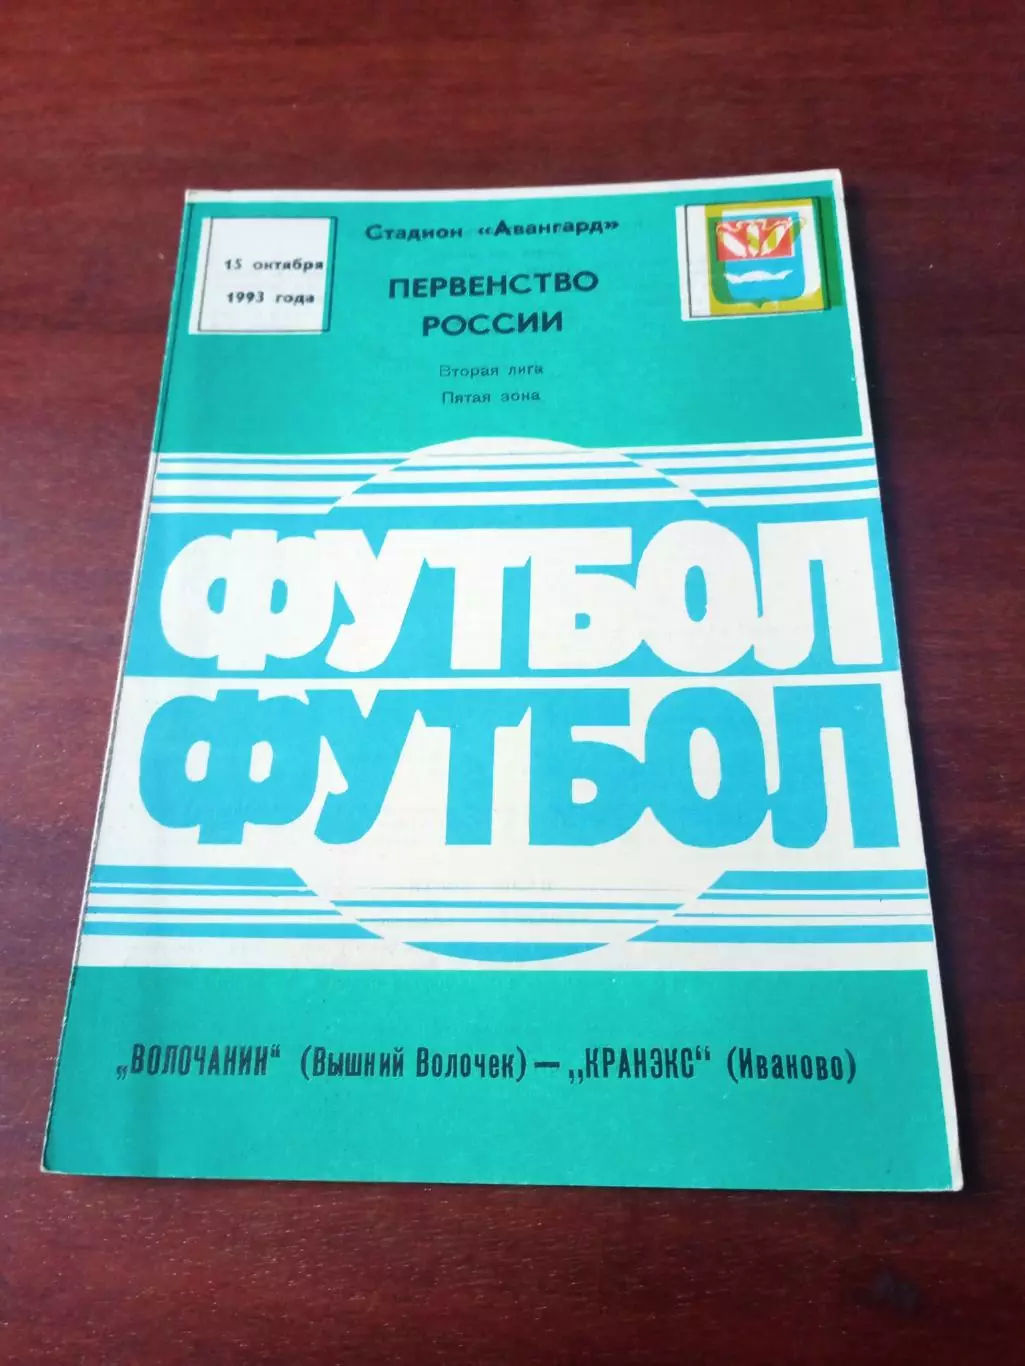 15 октября
1993 года
Стадион «Авангард»
ПЕРВЕНСТВО
РОССИИ
Вторая лига
Пятая зона
ФУТБОЛ
ФУТБОЛ
„ВОЛОЧАНИН“ (Вышний Волочек) — „КРАНЭКС“ (Иваново)